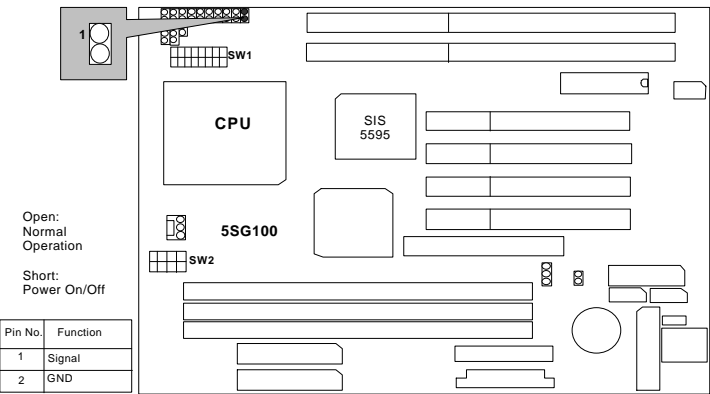 1
SW1
CPU
SIS
5595
Open:
Normal
Operation
5SG100
SW2
Short:
Power On/Off
Pin No. Function
1 Signal
2 GND